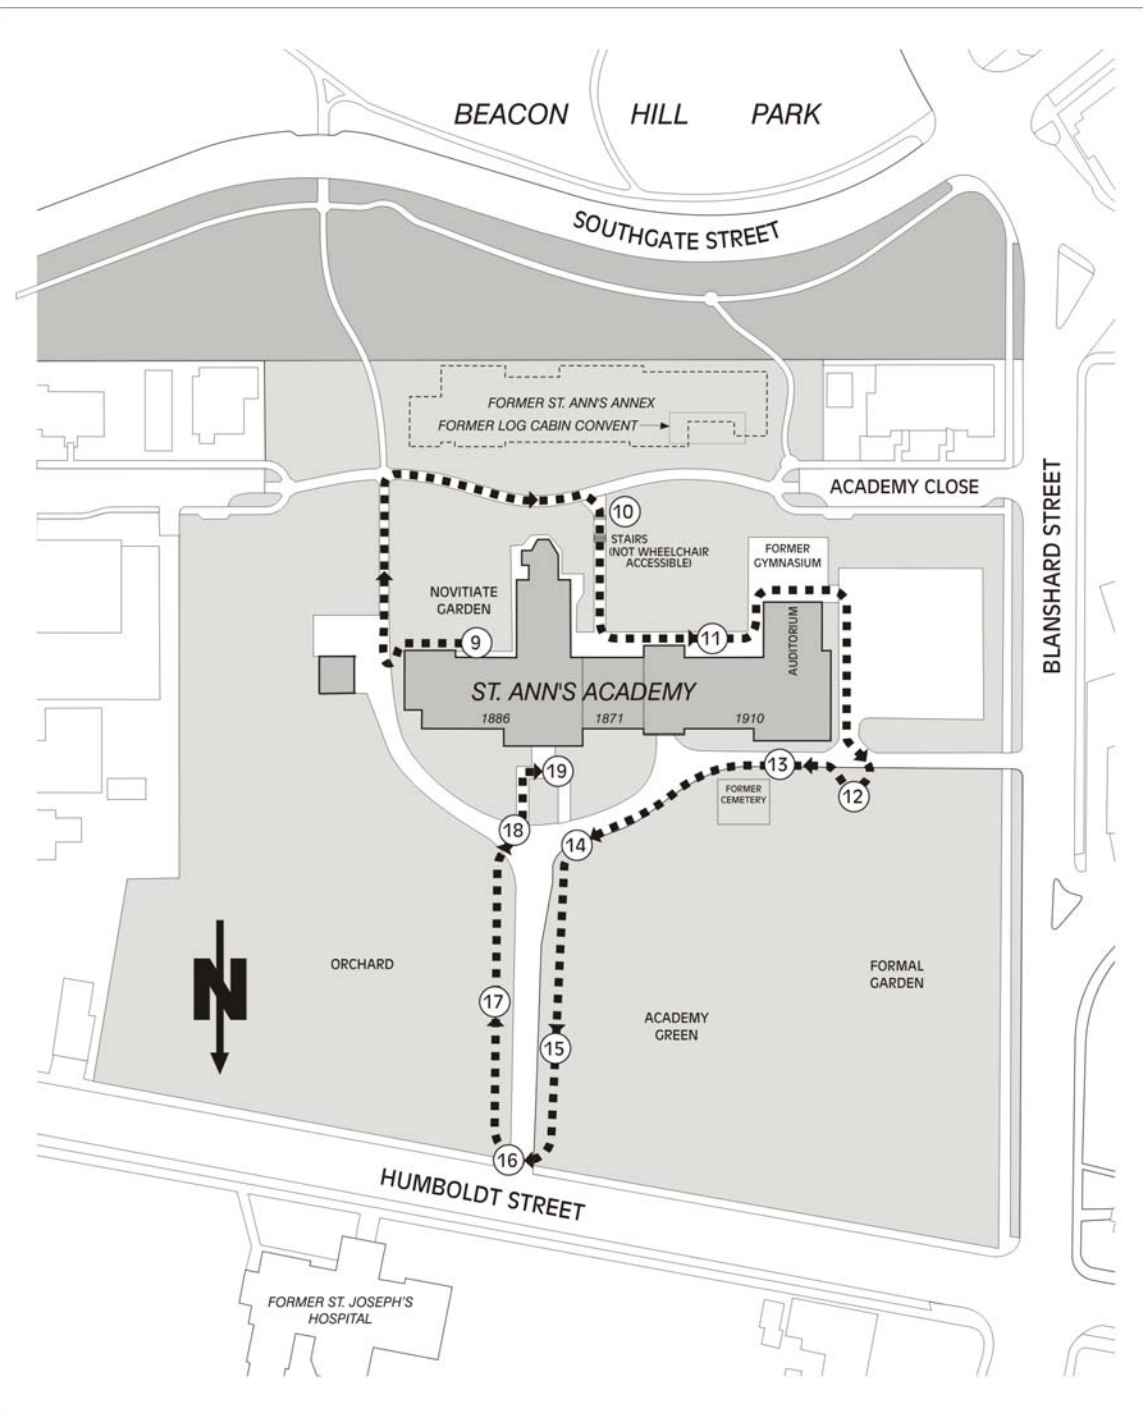 BEACON HILL PARK
SOUTHGATE STREET
FORMER ST. ANN'S ANNEX
FORMER LOG CABIN CONVENT
ACADEMY CLOSE
BLANSHARD STREET
10
STAIRS
(NOT WHEELCHAIR
ACCESSIBLE)
FORMER
GYMNASIUM
NOVITIATE
GARDEN
9
11
AUDITORIUM
ST. ANN'S ACADEMY
1886
1871
1910
19
13
12
FORMER
CEMETERY
18
14
ORCHARD
FORMAL
GARDEN
N
17
ACADEMY
GREEN
15
16
HUMBOLDT STREET
FORMER ST. JOSEPH'S
HOSPITAL